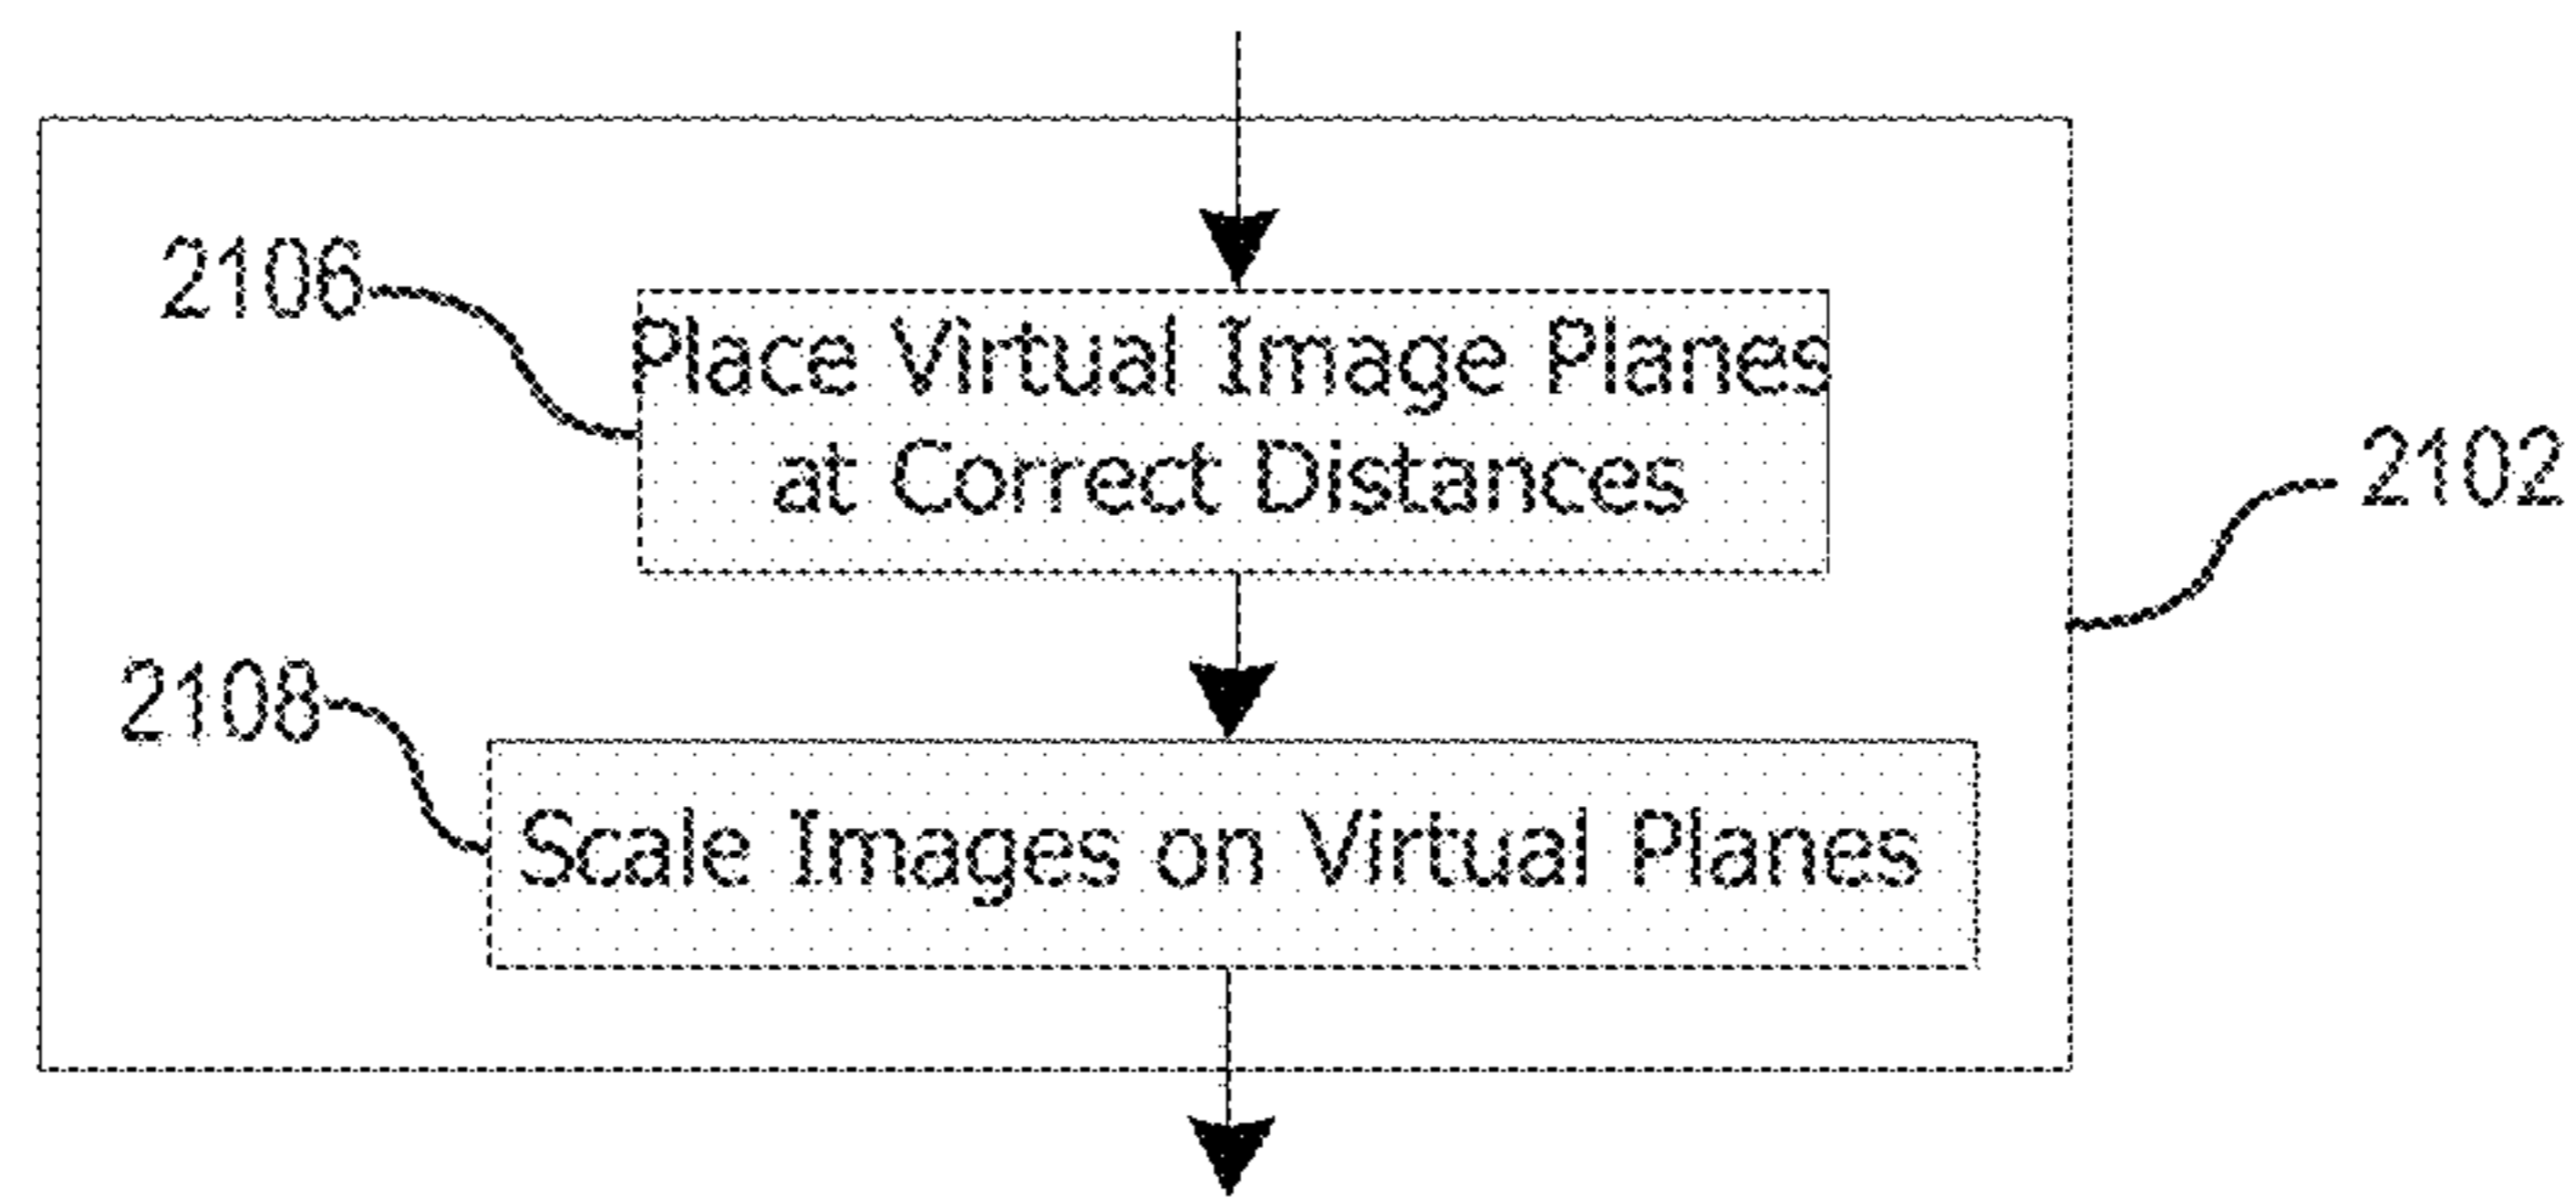 2106
Place Virtual Image Planes
at Correct Distances
2102
2108
Scale Images on Virtual Planes